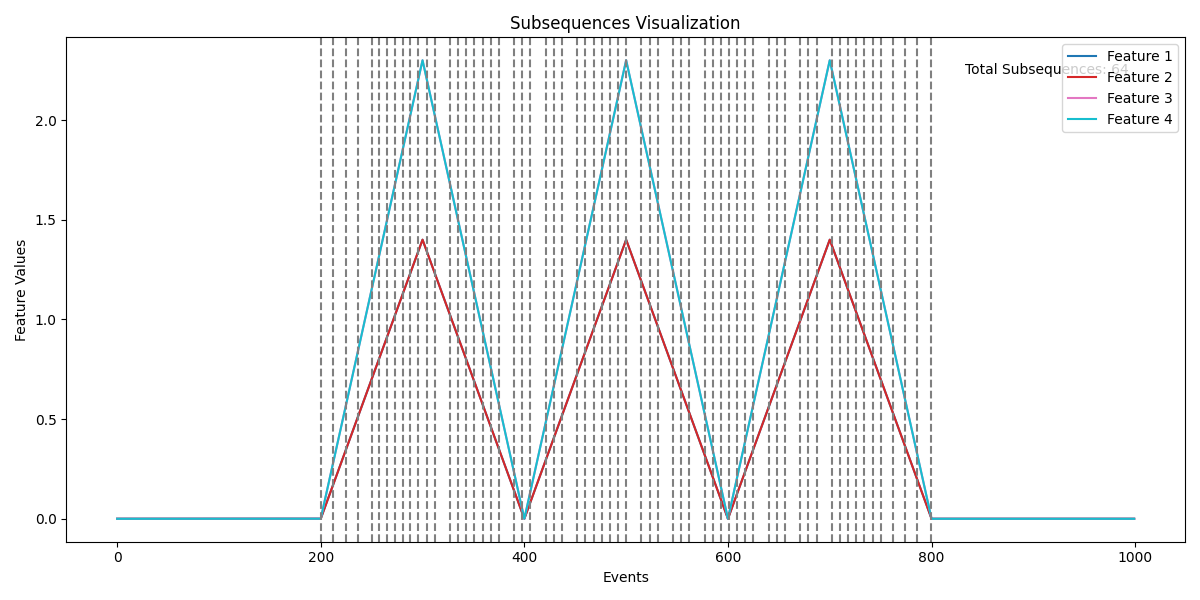 Subsequences Visualization
Total Subsequences: 64
Feature 1
Feature 2
Feature 3
Feature 4
Feature Values
2.0
1.5
1.0
0.5
0.0
0 200 400 600 800 1000
Events